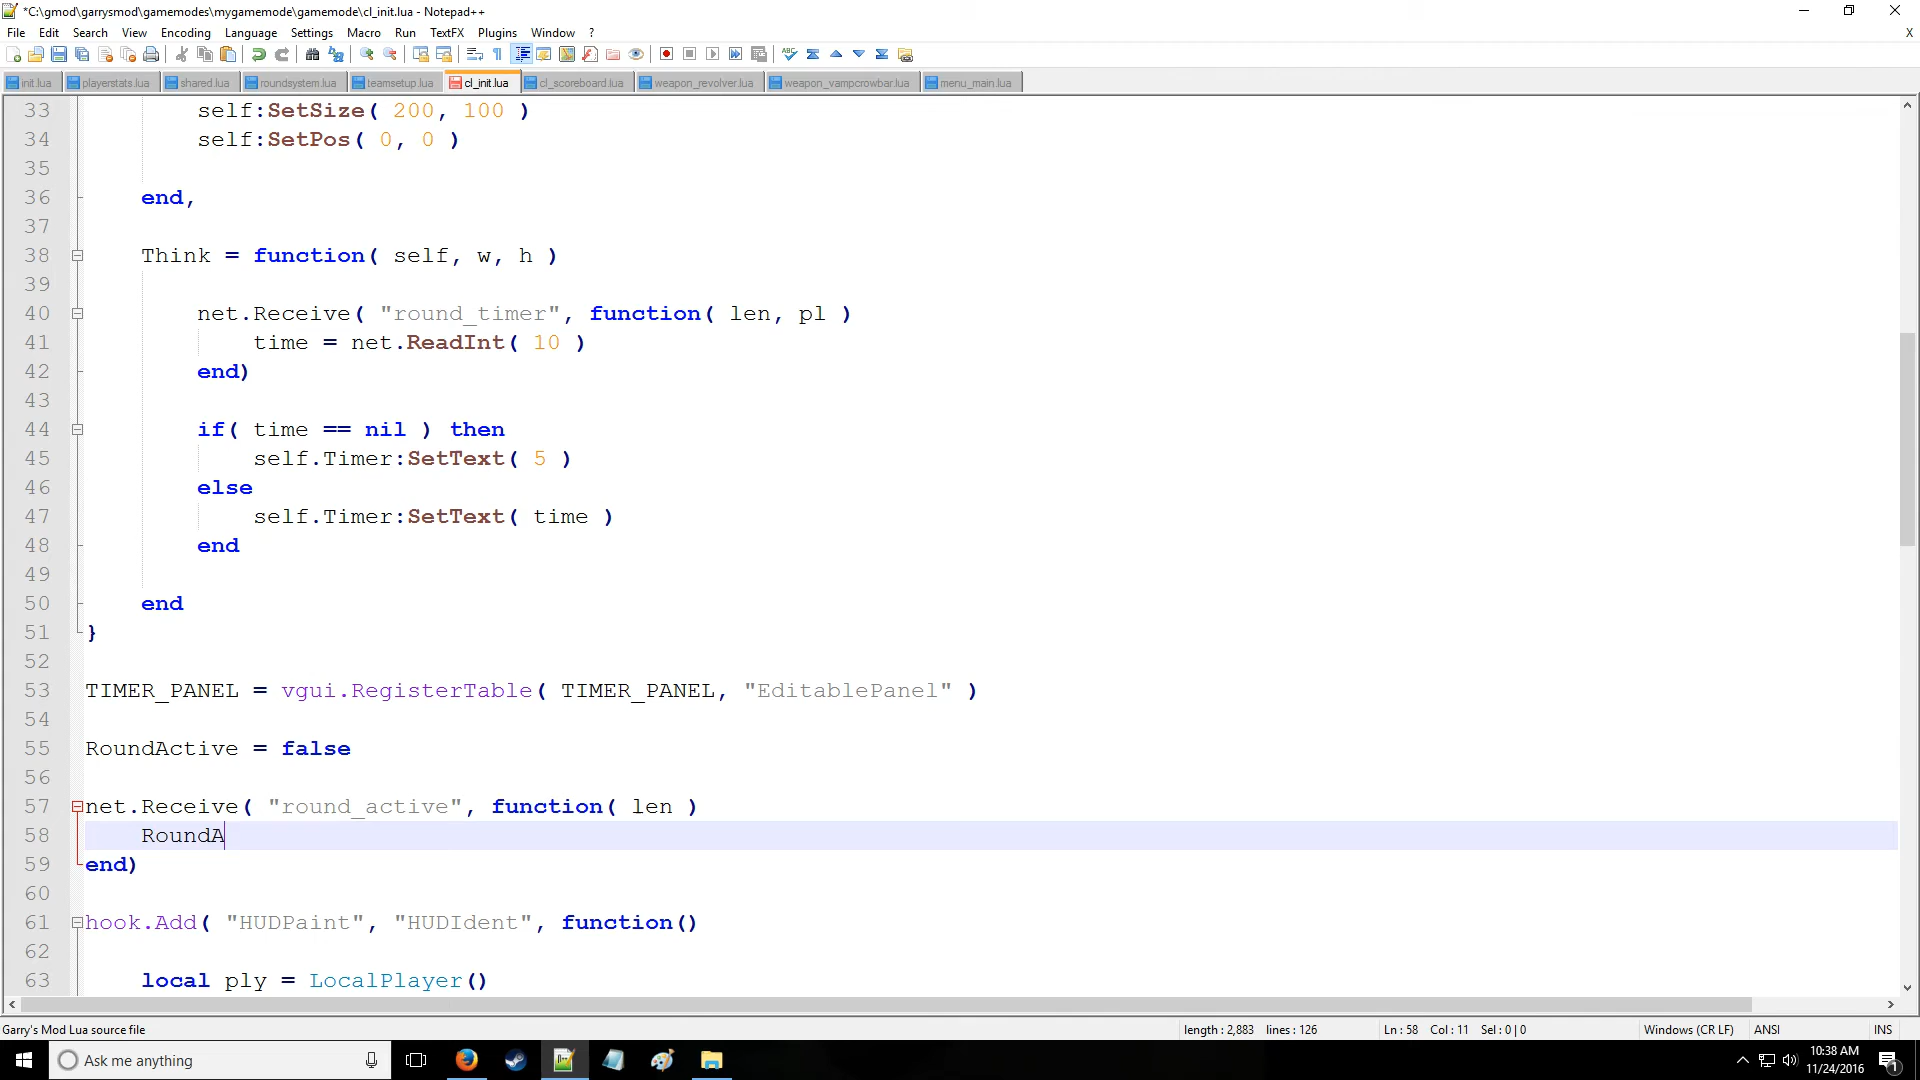 *C:\gmod\garrysmod\gamemodes\mygamemode\gamemode\cl_init.lua - Notepad++
File Edit Search View Encoding Language Settings Macro Run TextFX Plugins Window ? X
init.lua playerstats.lua shared.lua roundsystem.lua teamsetup.lua cl_init.lua cl_scoreboard.lua weapon_revolver.lua weapon_vampcrowbar.lua menu_main.lua
33 self:SetSize( 200, 100 )
34 self:SetPos( 0, 0 )
35
36 end,
37
38 Think = function( self, w, h )
39
40 net.Receive( "round_timer", function( len, pl )
41 time = net.ReadInt( 10 )
42 end)
43
44 if( time == nil ) then
45 self.Timer:SetText( 5 )
46 else
47 self.Timer:SetText( time )
48 end
49
50 end
51 }
52
53 TIMER_PANEL = vgui.RegisterTable( TIMER_PANEL, "EditablePanel" )
54
55 RoundActive = false
56
57 net.Receive( "round_active", function( len )
58 RoundA
59 end)
60
61 hook.Add( "HUDPaint", "HUDIdent", function()
62
63 local ply = LocalPlayer()
Garry's Mod Lua source file length : 2,883 lines : 126 Ln : 58 Col : 11 Sel : 0 | 0 Windows (CR LF) ANSI INS
Ask me anything
10:38 AM
11/24/2016
1